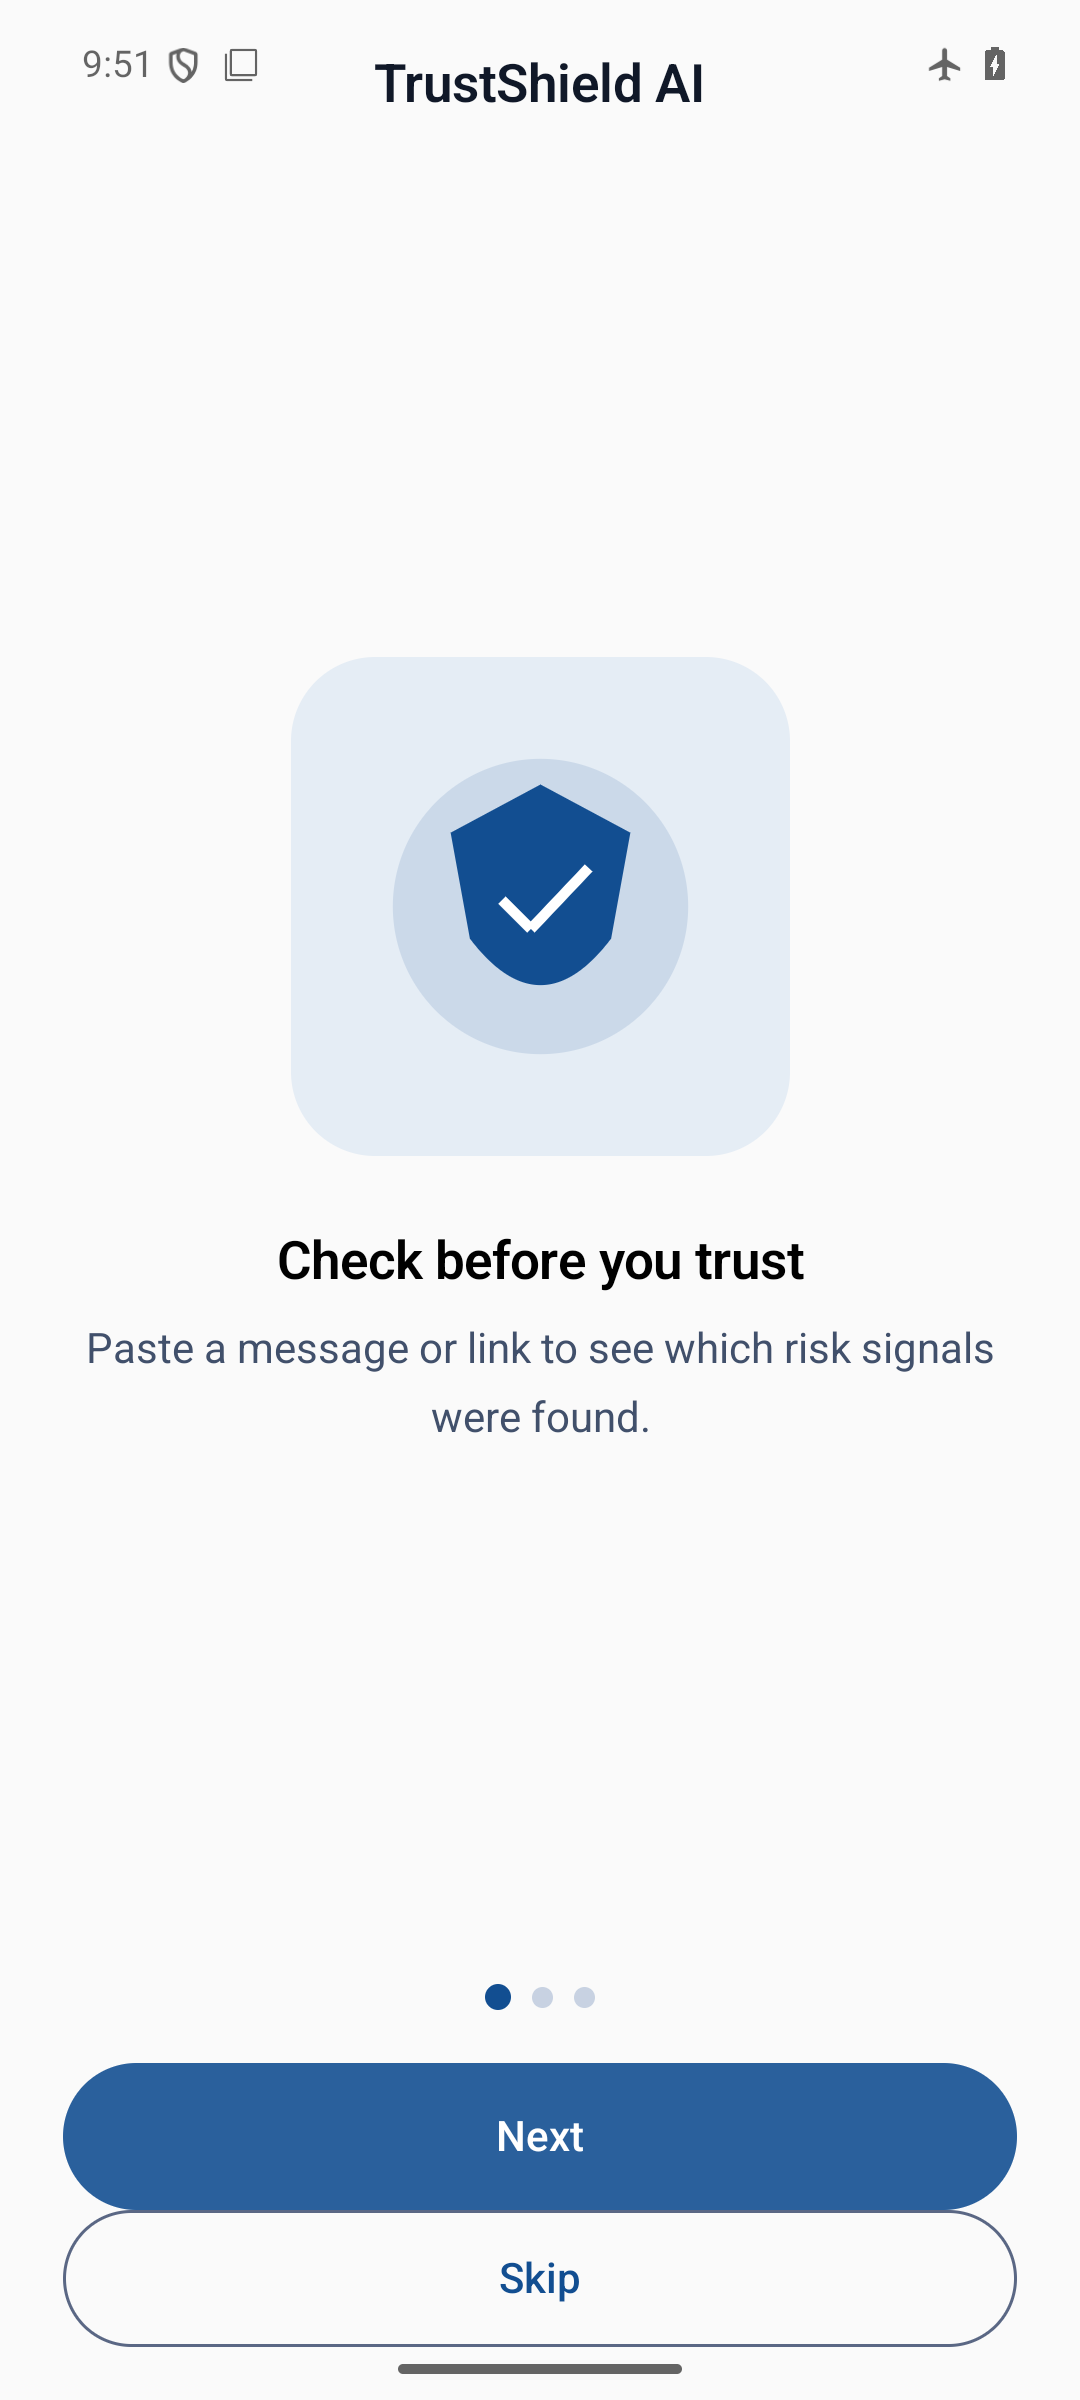 9:51
TrustShield AI
Check before you trust
Paste a message or link to see which risk signals
were found.
Next
Skip